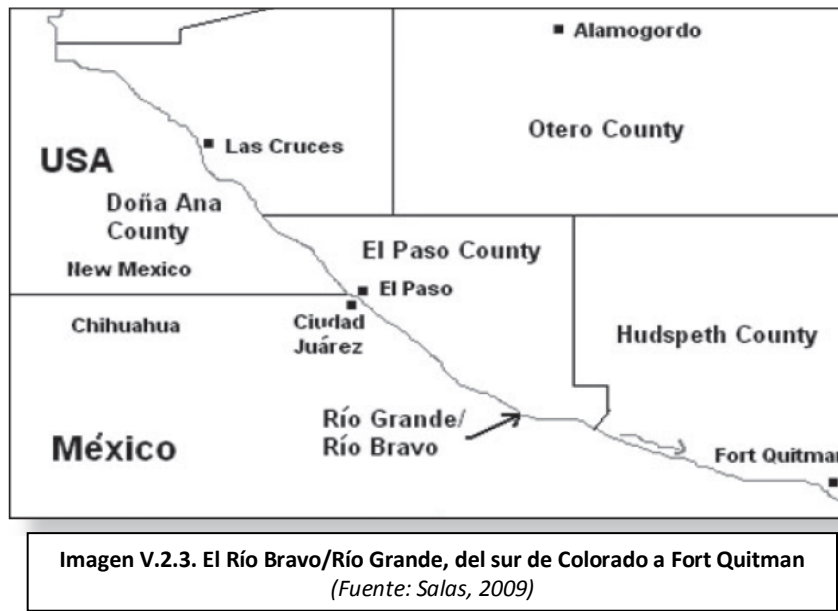 Alamogordo
Otero County
Las Cruces
USA
Doña Ana
County
New Mexico
El Paso County
El Paso
Chihuahua
Ciudad
Juárez
Hudspeth County
Río Grande/
Río Bravo
México
Fort Quitman
Imagen V.2.3. El Río Bravo/Río Grande, del sur de Colorado a Fort Quitman
(Fuente: Salas, 2009)